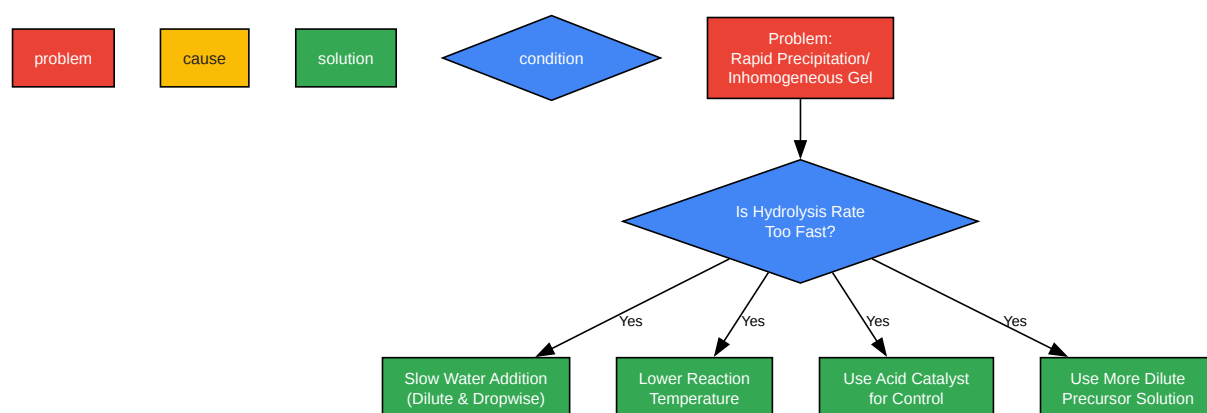 problem
cause
solution
condition
Problem:
Rapid Precipitation/
Inhomogeneous Gel
Is Hydrolysis Rate
Too Fast?
Yes
Yes
Yes
Yes
Slow Water Addition
(Dilute & Dropwise)
Lower Reaction
Temperature
Use Acid Catalyst
for Control
Use More Dilute
Precursor Solution